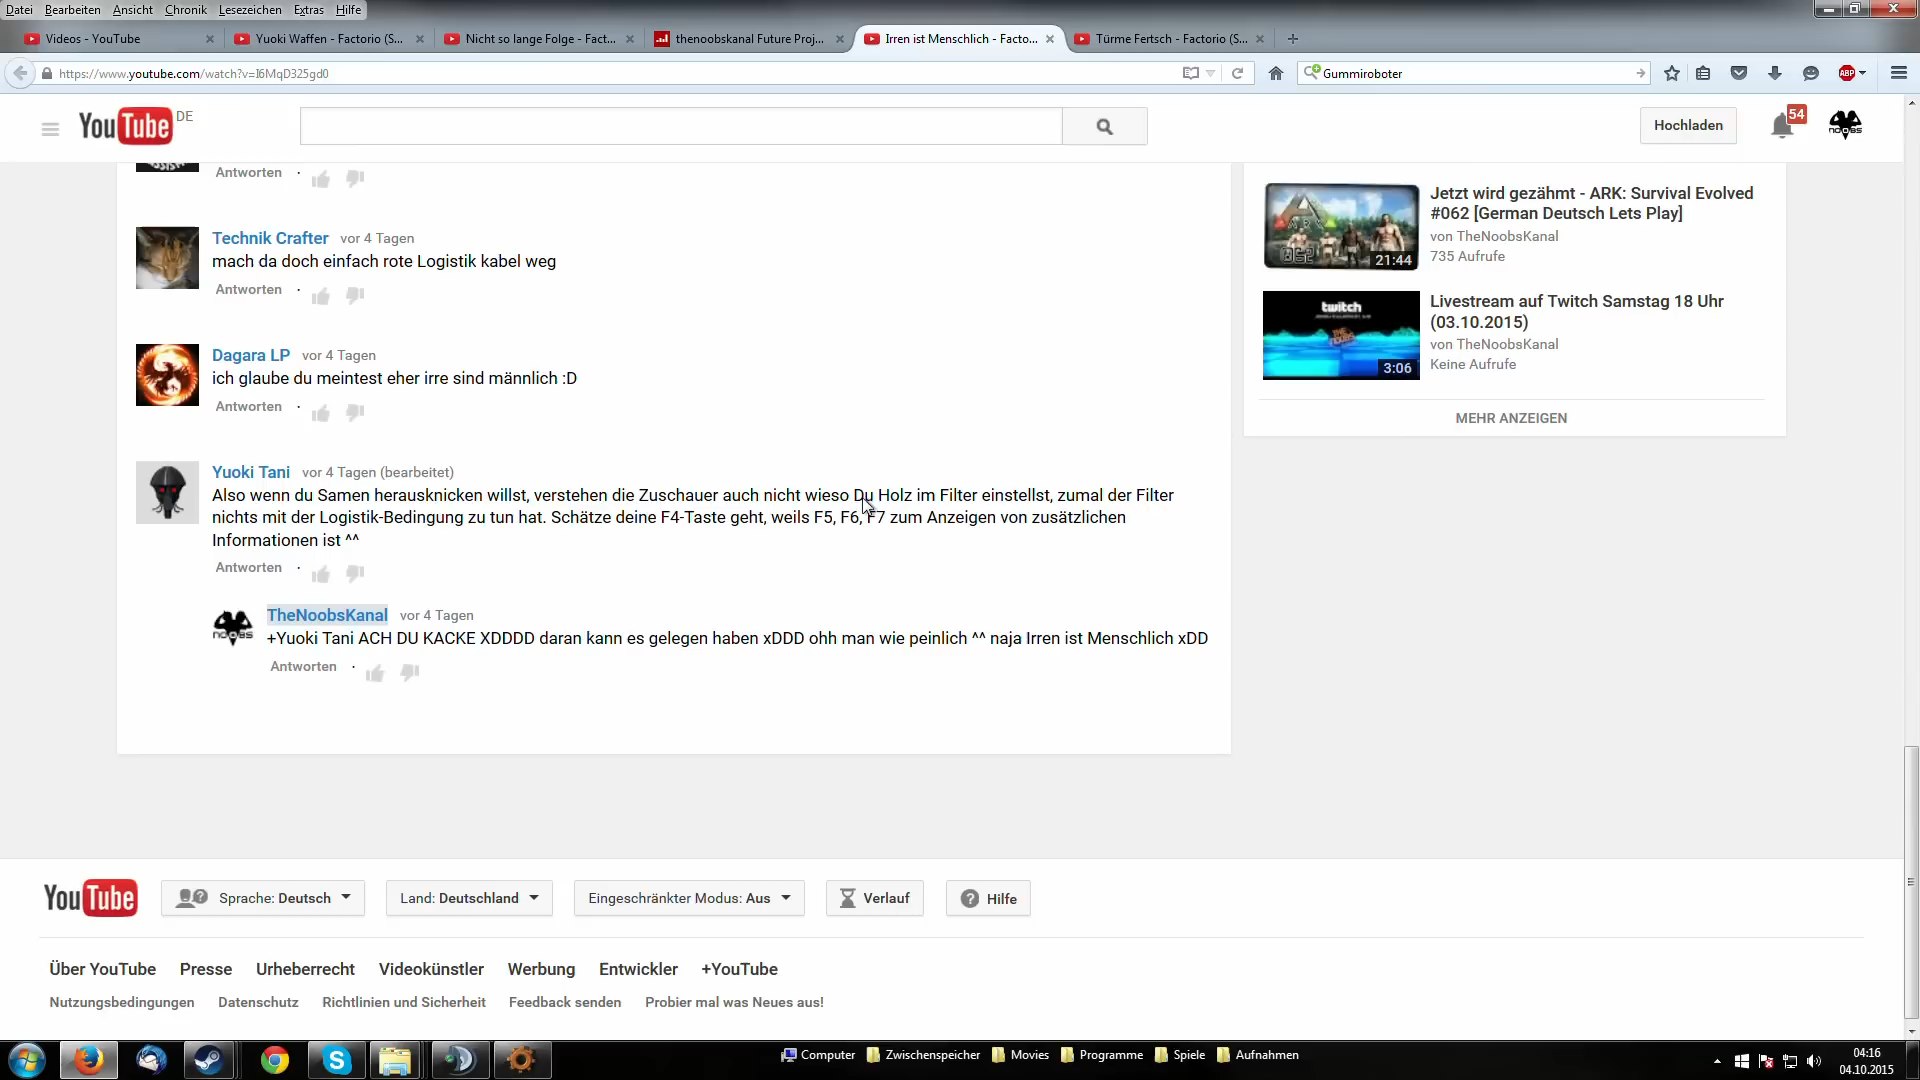 Datei Bearbeiten Ansicht Chronik Lesezeichen Extras Hilfe
Videos - YouTube
Yuoki Waffen - Factorio (S...
Nicht so lange Folge - Fact...
thenoobskanal Future Proj...
Irren ist Menschlich - Facto...
Türme Fertsch - Factorio (S...
https://www.youtube.com/watch?v=I6MqD325gd0
ABP
Gummiroboter
YouTube DE
Hochladen
54
NOOBS
Antworten
Technik Crafter vor 4 Tagen
mach da doch einfach rote Logistik kabel weg
Antworten
Dagara LP vor 4 Tagen
ich glaube du meintest eher irre sind männlich :D
Antworten
Yuoki Tani vor 4 Tagen (bearbeitet)
Also wenn du Samen herausknicken willst, verstehen die Zuschauer auch nicht wieso Du Holz im Filter einstellst, zumal der Filter
nichts mit der Logistik-Bedingung zu tun hat. Schätze deine F4-Taste geht, weils F5, F6, F7 zum Anzeigen von zusätzlichen
Informationen ist ^^
Antworten
NOOBS
TheNoobsKanal vor 4 Tagen
+Yuoki Tani ACH DU KACKE XDDDD daran kann es gelegen haben xDDD ohh man wie peinlich ^^ naja Irren ist Menschlich xDD
Antworten
ARK
062
21:44
Jetzt wird gezähmt - ARK: Survival Evolved
#062 [German Deutsch Lets Play]
von TheNoobsKanal
735 Aufrufe
twitch
3:06
Livestream auf Twitch Samstag 18 Uhr
(03.10.2015)
von TheNoobsKanal
Keine Aufrufe
MEHR ANZEIGEN
YouTube
Sprache: Deutsch
Land: Deutschland
Eingeschränkter Modus: Aus
Verlauf
Hilfe
Über YouTube Presse Urheberrecht Videokünstler Werbung Entwickler +YouTube
Nutzungsbedingungen Datenschutz Richtlinien und Sicherheit Feedback senden Probier mal was Neues aus!
Computer Zwischenspeicher Movies Programme Spiele Aufnahmen
04:16
04.10.2015